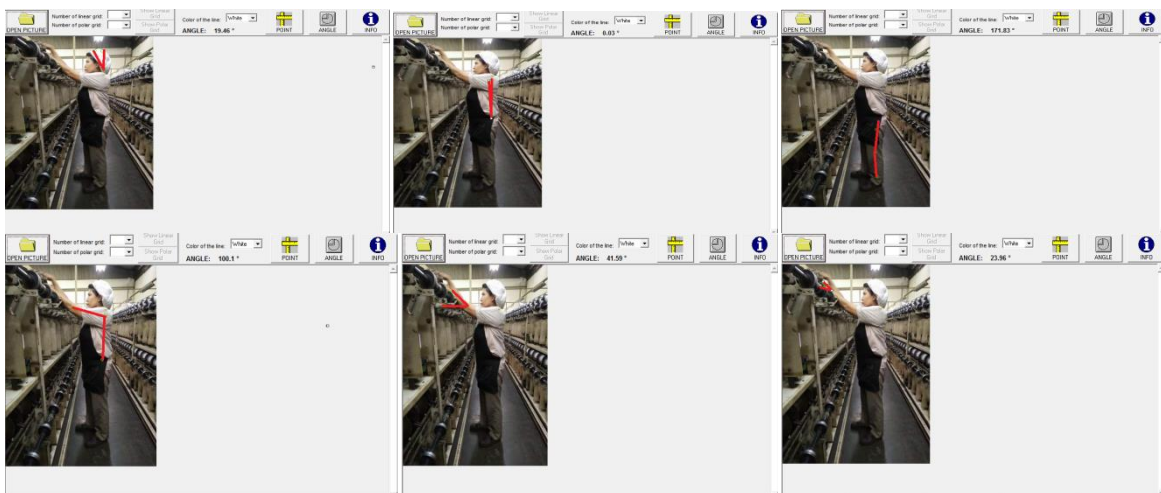 Number of linear grid:
Show Linear Grid
Color of the line: White
OPEN PICTURE
Number of polar grid:
Show Polar Grid
ANGLE: 19.46 °
POINT
ANGLE
INFO
Number of linear grid:
Show Linear Grid
Color of the line: White
OPEN PICTURE
Number of polar grid:
Show Polar Grid
ANGLE: 0.03 °
POINT
ANGLE
INFO
Number of linear grid:
Show Linear Grid
Color of the line: White
OPEN PICTURE
Number of polar grid:
Show Polar Grid
ANGLE: 171.83 °
POINT
ANGLE
INFO
Number of linear grid:
Show Linear Grid
Color of the line: White
OPEN PICTURE
Number of polar grid:
Show Polar Grid
ANGLE: 100.1 °
POINT
ANGLE
INFO
Number of linear grid:
Show Linear Grid
Color of the line: White
OPEN PICTURE
Number of polar grid:
Show Polar Grid
ANGLE: 41.59 °
POINT
ANGLE
INFO
Number of linear grid:
Show Linear Grid
Color of the line: White
OPEN PICTURE
Number of polar grid:
Show Polar Grid
ANGLE: 23.96 °
POINT
ANGLE
INFO